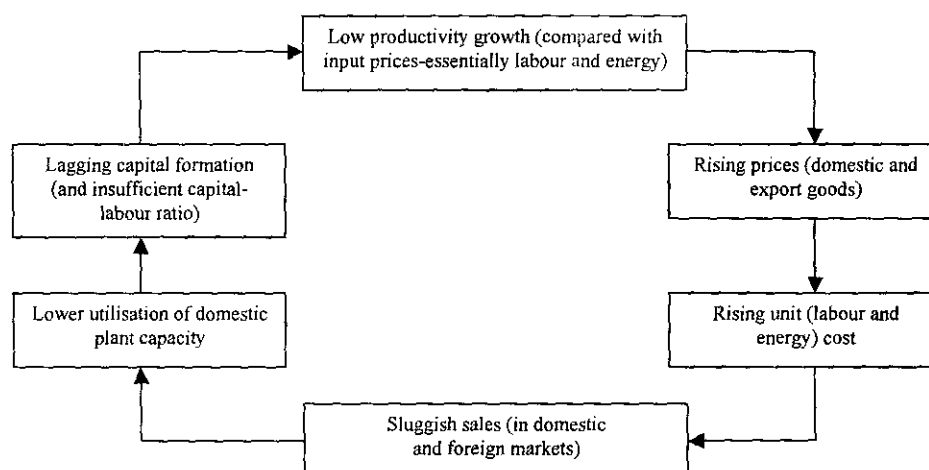 Low productivity growth (compared with
input prices-essentially labour and energy)
Rising prices (domestic and
export goods)
Rising unit (labour and
energy) cost
Sluggish sales (in domestic
and foreign markets)
Lower utilisation of domestic
plant capacity
Lagging capital formation
(and insufficient capital-
labour ratio)